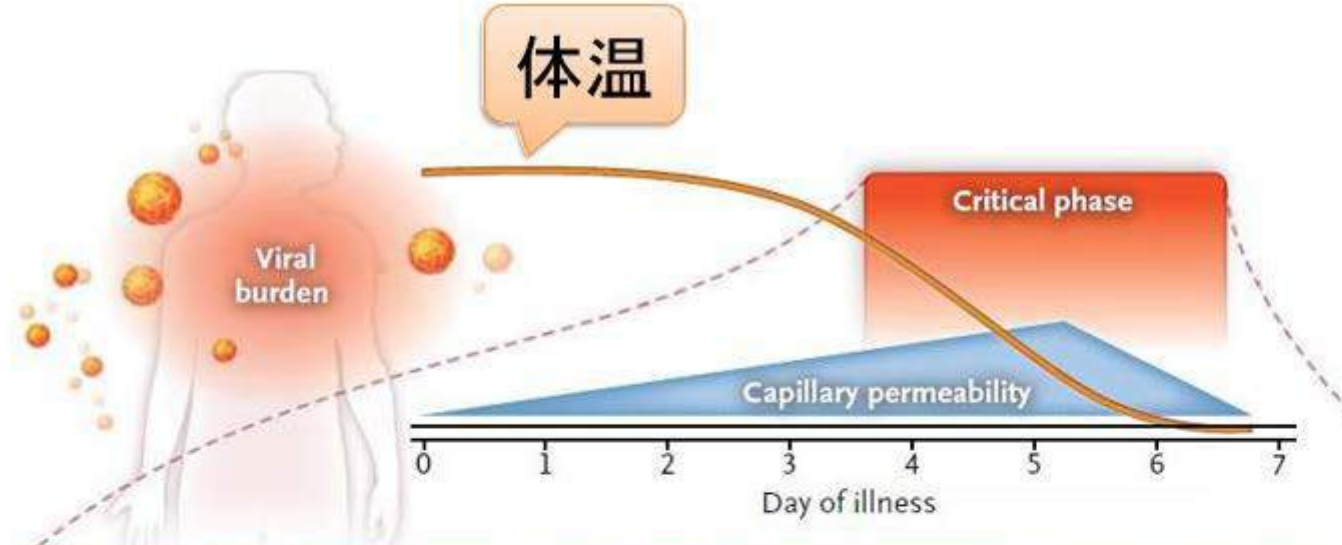 体温
Critical phase
Viral
burden
Capillary permeability
0 1 2 3 4 5 6 7
Day of illness